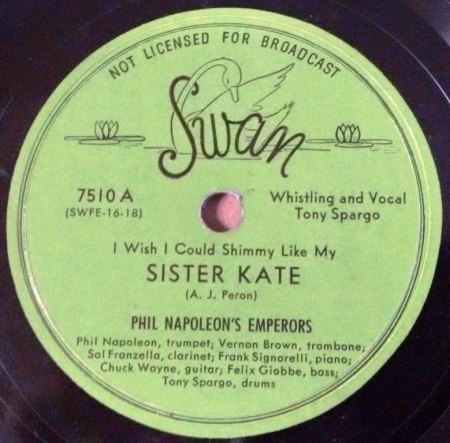 NOT LICENSED FOR BROADCAST
Swan
7510 A
(SWFE-16-18)
Whistling and Vocal
Tony Spargo
I Wish I Could Shimmy Like My
SISTER KATE
(A. J. Peron)
PHIL NAPOLEON'S EMPERORS
Phil Napoleon, trumpet; Vernon Brown, trombone;
Sal Franzella, clarinet; Frank Signorelli, piano;
Chuck Wayne, guitar; Felix Giobbe, bass;
Tony Spargo, drums